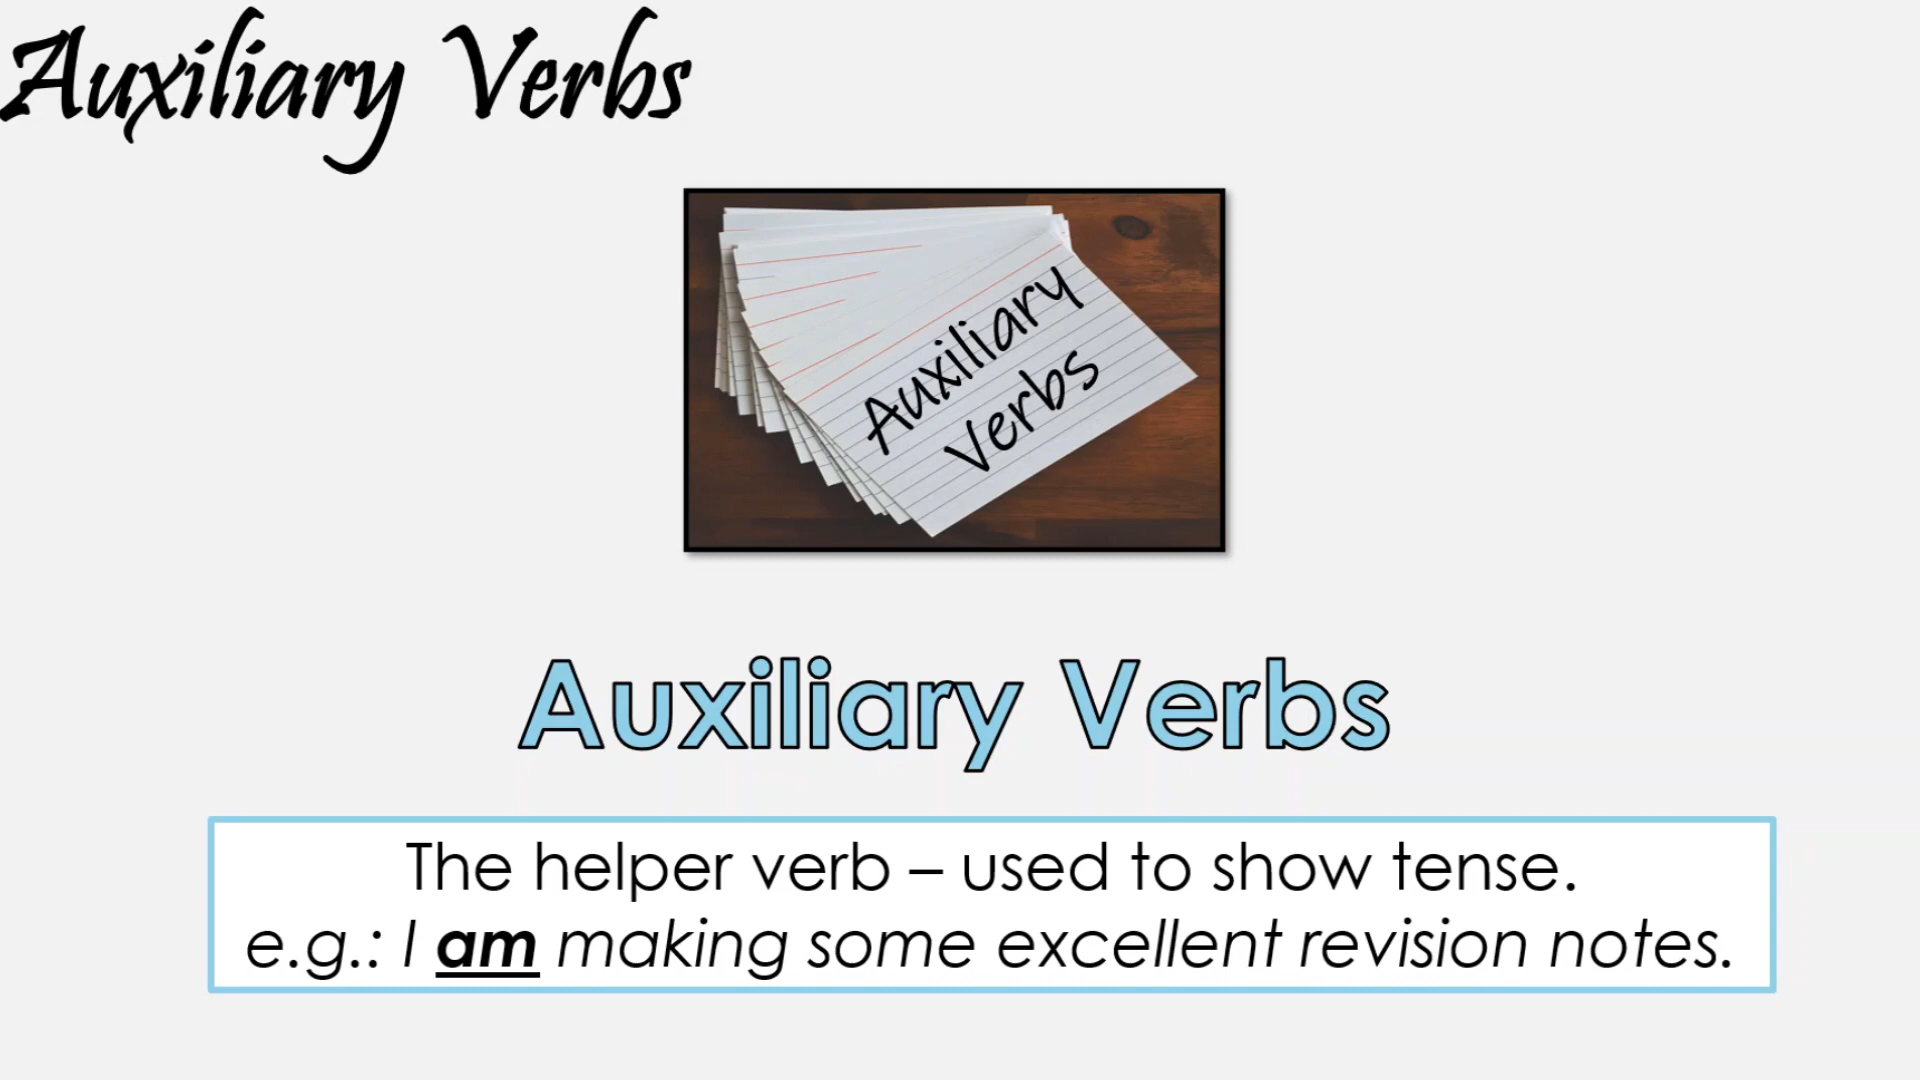 Auxiliary Verbs
Auxiliary
Verbs
Auxiliary Verbs
The helper verb – used to show tense.
e.g.: I am making some excellent revision notes.